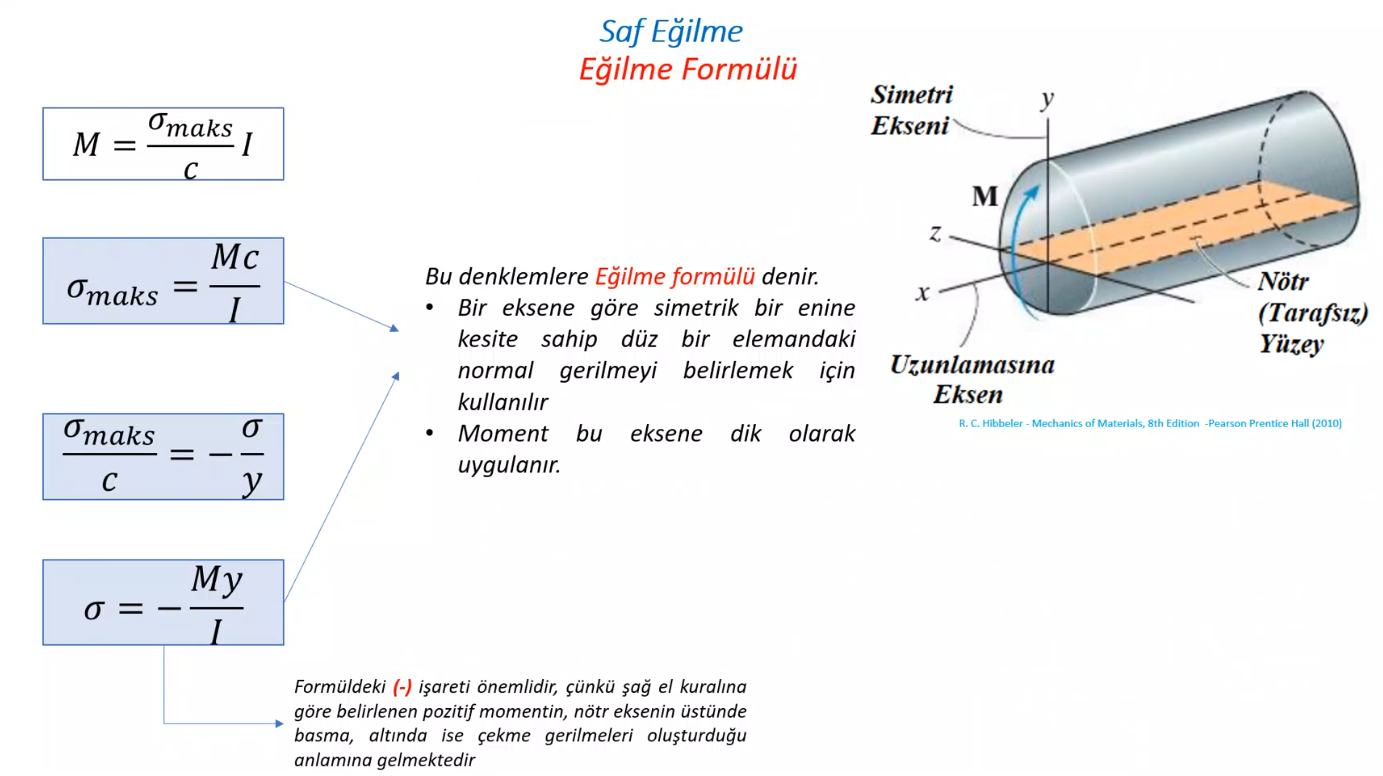 Saf Eğilme
Eğilme Formülü
M = σ_maks / c I
σ_maks = Mc / I
σ_maks / c = − σ / y
σ = − My / I
Bu denklemlere Eğilme formülü denir.
• Bir eksene göre simetrik bir enine
kesite sahip düz bir elemandaki
normal gerilmeyi belirlemek için
kullanılır
• Moment bu eksene dik olarak
uygulanır.
Formüldeki (-) işareti önemlidir, çünkü şağ el kuralına
göre belirlenen pozitif momentin, nötr eksenin üstünde
basma, altında ise çekme gerilmeleri oluşturduğu
anlamına gelmektedir
Simetri
Ekseni
y
M
z
x
Nötr
(Tarafsız)
Yüzey
Uzunlamasına
Eksen
R. C. Hibbeler - Mechanics of Materials, 8th Edition -Pearson Prentice Hall (2010)